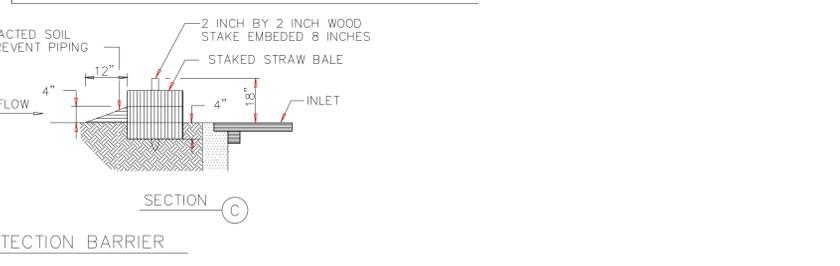 2 INCH BY 2 INCH WOOD
STAKE EMBEDED 8 INCHES
ACTED SOIL
REVENT PIPING
STAKED STRAW BALE
12"
4"
18"
4"
INLET
FLOW
SECTION C
TECTION BARRIER